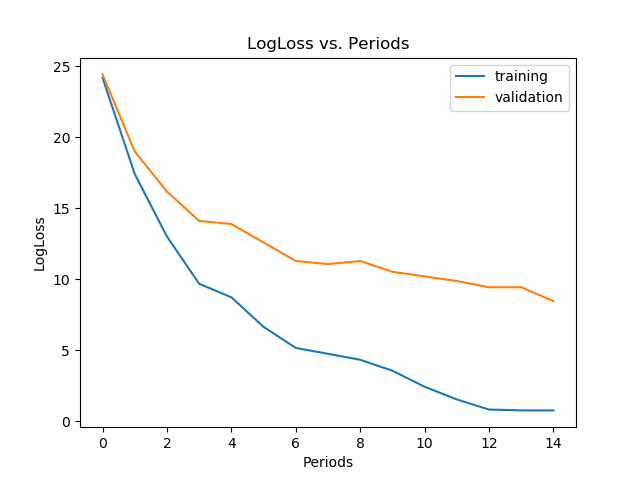 LogLoss vs. Periods
training
validation
LogLoss
25
20
15
10
5
0
0 2 4 6 8 10 12 14
Periods